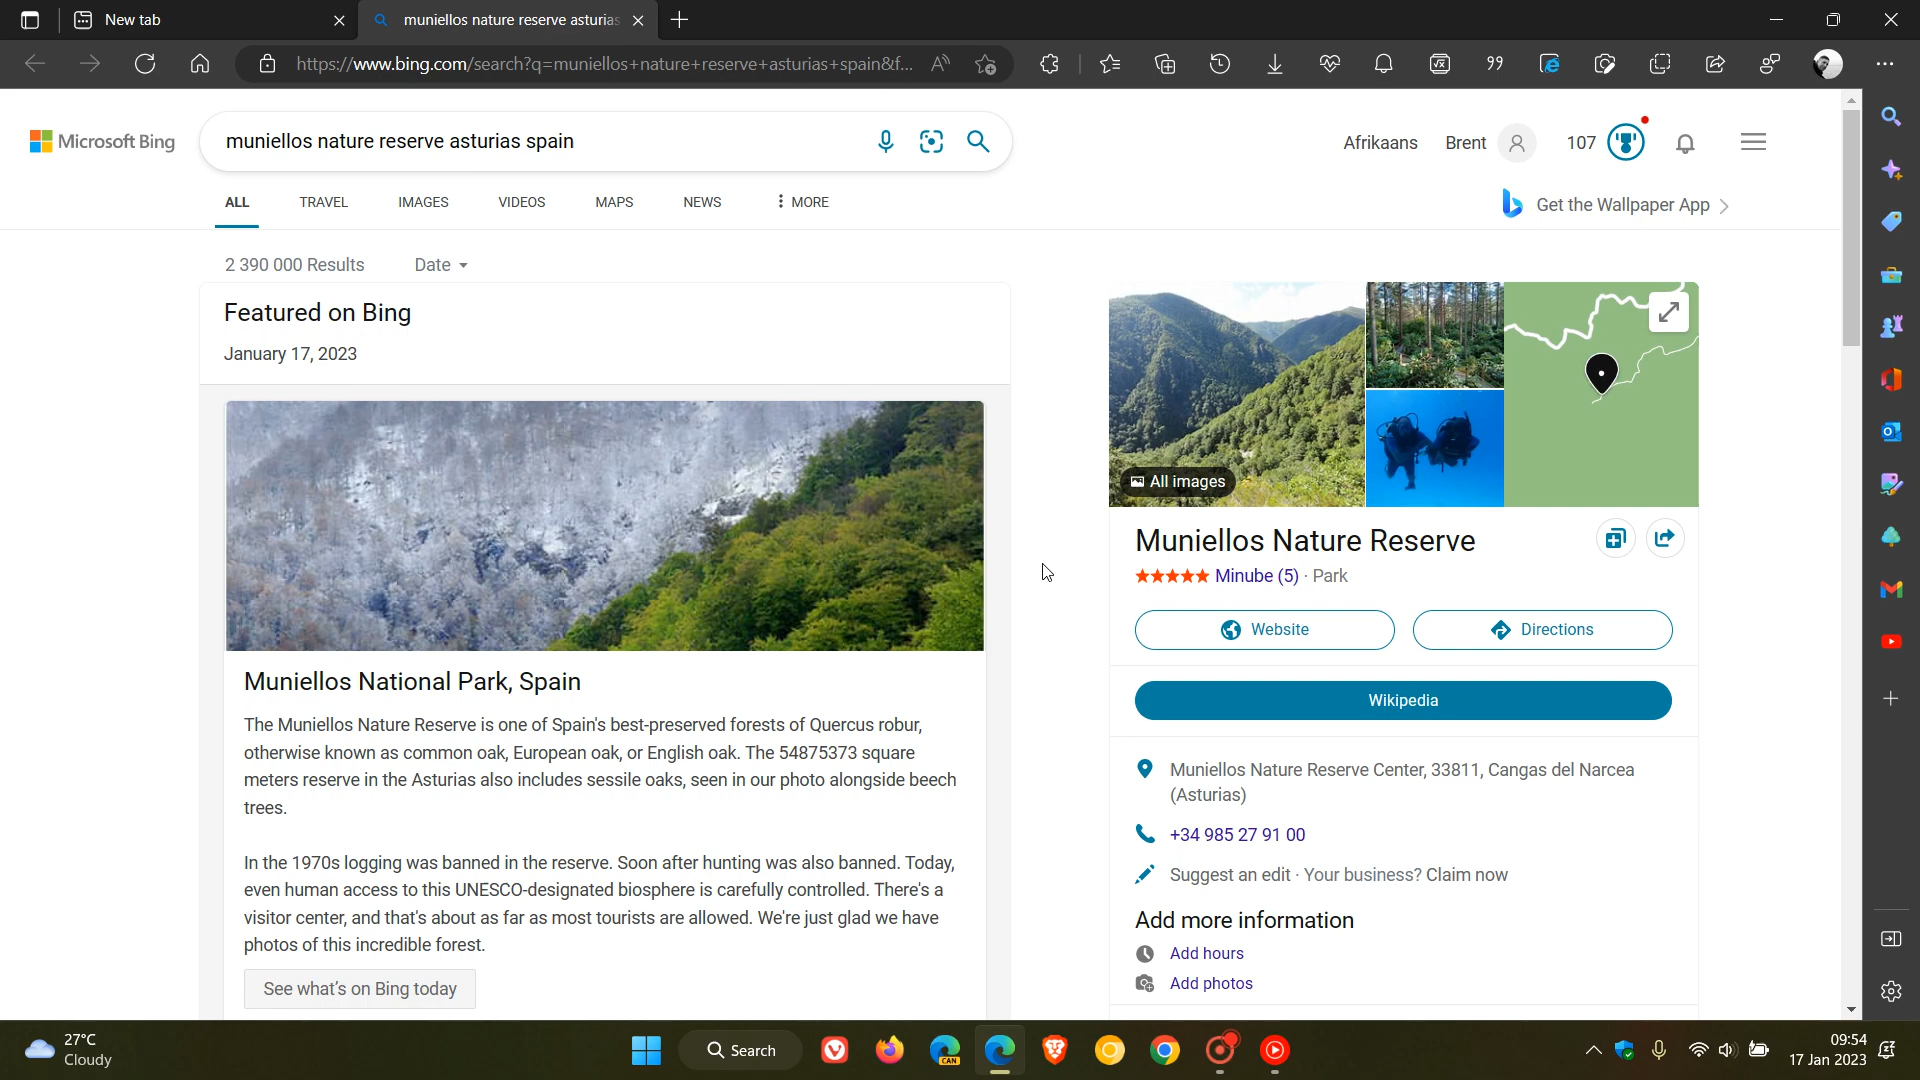 New tab
muniellos nature reserve asturias
https://www.bing.com/search?q=muniellos+nature+reserve+asturias+spain&f...
Microsoft Bing
muniellos nature reserve asturias spain
Afrikaans
Brent
107
ALL
TRAVEL
IMAGES
VIDEOS
MAPS
NEWS
MORE
Get the Wallpaper App
2 390 000 Results
Date
Featured on Bing
January 17, 2023
Muniellos National Park, Spain
The Muniellos Nature Reserve is one of Spain's best-preserved forests of Quercus robur,
otherwise known as common oak, European oak, or English oak. The 54875373 square
meters reserve in the Asturias also includes sessile oaks, seen in our photo alongside beech
trees.
In the 1970s logging was banned in the reserve. Soon after hunting was also banned. Today,
even human access to this UNESCO-designated biosphere is carefully controlled. There's a
visitor center, and that's about as far as most tourists are allowed. We're just glad we have
photos of this incredible forest.
See what's on Bing today
All images
Muniellos Nature Reserve
Minube (5) · Park
Website
Directions
Wikipedia
Muniellos Nature Reserve Center, 33811, Cangas del Narcea
(Asturias)
+34 985 27 91 00
Suggest an edit · Your business? Claim now
Add more information
Add hours
Add photos
27°C
Cloudy
Search
CAN
09:54
17 Jan 2023